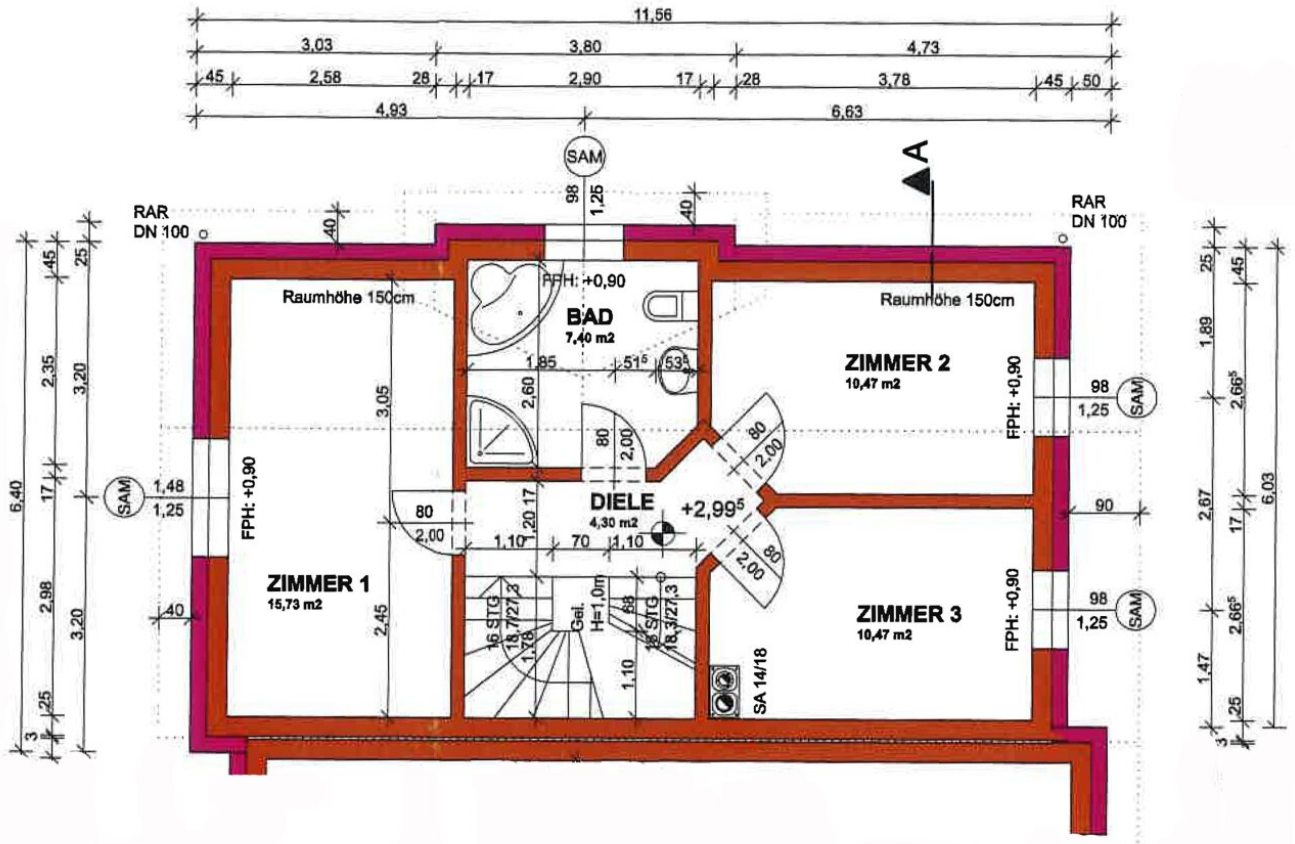 11,56
3,03 3,80 4,73
45 2,58 28 17 2,90 17 28 3,78 45 50
4,93 6,63
SAM
98
1,25
A
RAR
DN 100
40
40
RAR
DN 100
Raumhöhe 150cm
FPH: +0,90
BAD
7,40 m2
Raumhöhe 150cm
1,85 51⁵ 53⁵
2,60
3,05
ZIMMER 2
10,47 m2
FPH: +0,90
98
1,25
SAM
80
2,00
80
2,00
SAM
1,48
1,25
FPH: +0,90
80
2,00
17
1,20
DIELE
4,30 m2
+2,99⁵
90
1,10 70 1,10
80
2,00
ZIMMER 1
15,73 m2
2,45
40
16 STG
18,7/27,3
1,78
Gel.
H=1,0m
68
18,3/27,3
1,10
ZIMMER 3
10,47 m2
SA 14/18
FPH: +0,90
98
1,25
SAM
6,40
45 2,35 17 2,98 25 3
25 3,20 3,20
25 1,89 2,67 1,47
45 2,66⁵ 17 2,66⁵ 25 3
6,03